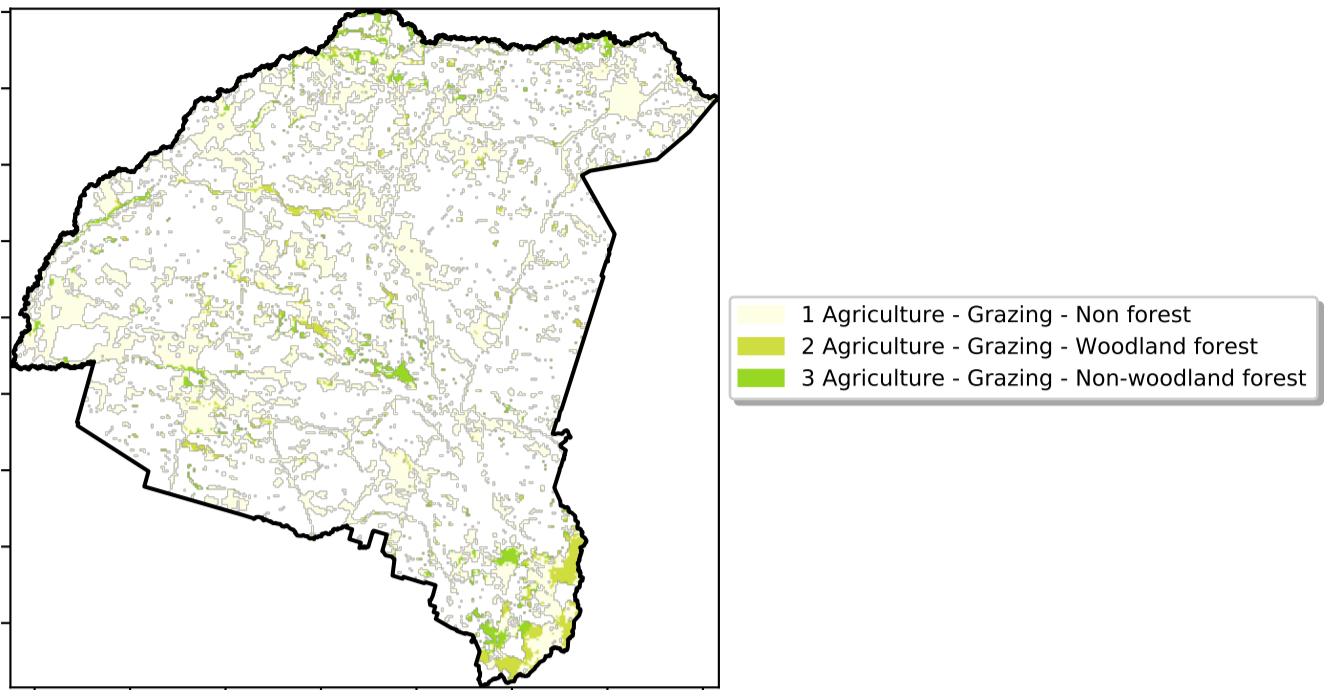 1 Agriculture - Grazing - Non forest
2 Agriculture - Grazing - Woodland forest
3 Agriculture - Grazing - Non-woodland forest